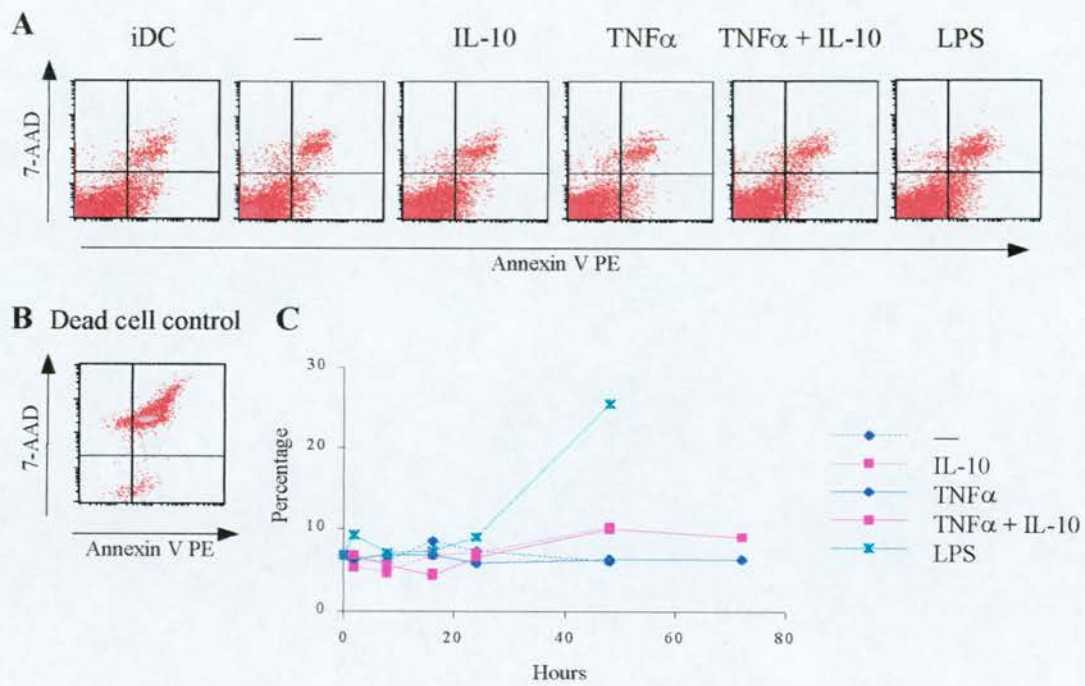 A
iDC — IL-10 TNFα TNFα + IL-10 LPS
7-AAD
Annexin V PE
B Dead cell control
7-AAD
Annexin V PE
C
30
20
10
0
Percentage
0 20 40 60 80
Hours
—
IL-10
TNFα
TNFα + IL-10
LPS